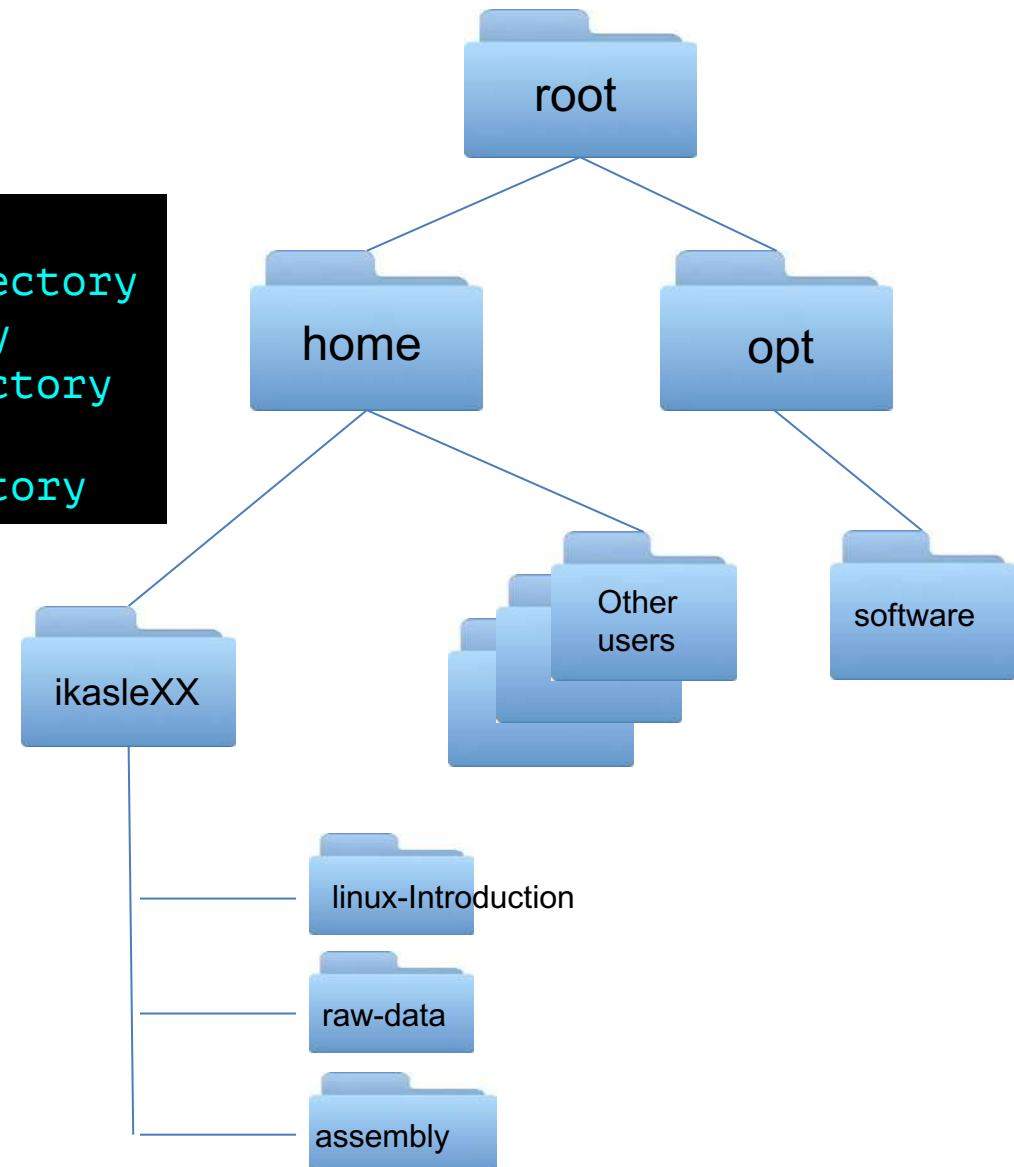 root
home
opt
ectory
y
ctory
tory
Other
users
software
ikasleXX
linux-Introduction
raw-data
assembly